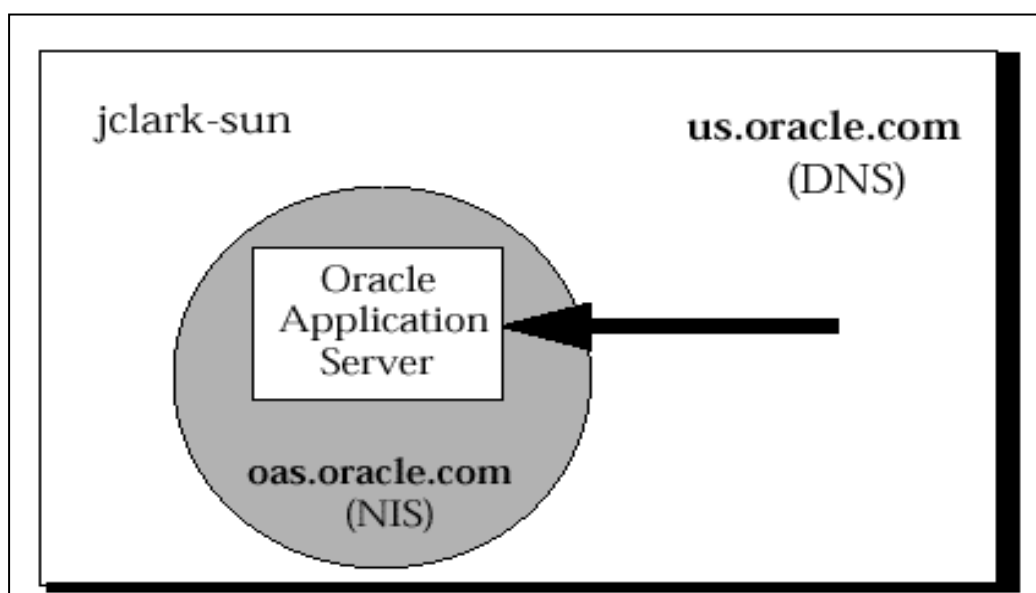 jclark-sun
us.oracle.com
(DNS)
Oracle
Application
Server
oas.oracle.com
(NIS)